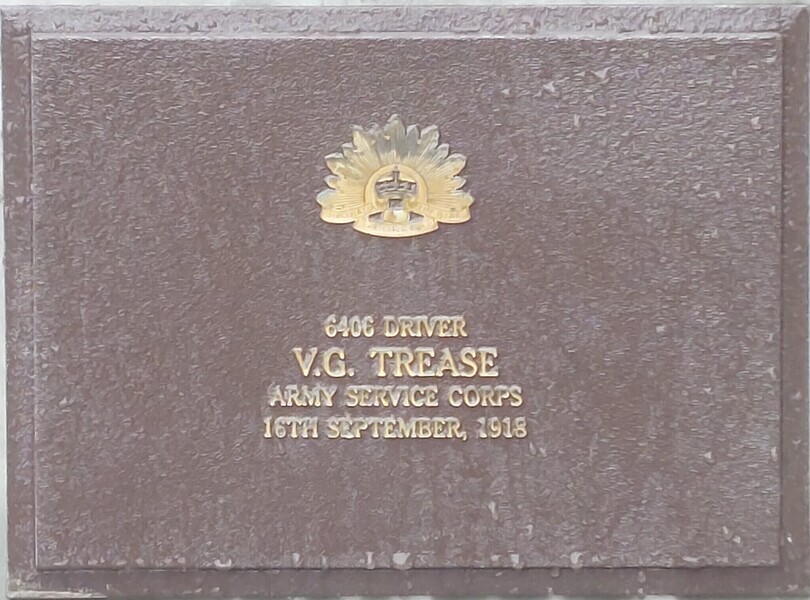 6406 DRIVER
V.G. TREASE
ARMY SERVICE CORPS
16TH SEPTEMBER, 1918